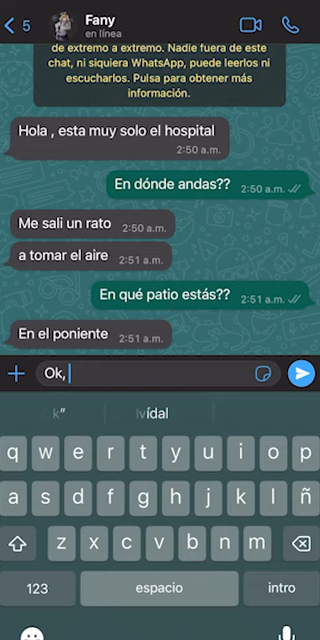 5
Fany
en línea
de extremo a extremo. Nadie fuera de este
chat, ni siquiera WhatsApp, puede leerlos ni
escucharlos. Pulsa para obtener más
información.
Hola , esta muy solo el hospital
2:50 a.m.
En dónde andas?? 2:50 a.m.
Me sali un rato 2:50 a.m.
a tomar el aire 2:51 a.m.
En qué patio estás?? 2:51 a.m.
En el poniente 2:51 a.m.
Ok,
q w e r t y u i o p
a s d f g h j k l ñ
z x c v b n m
123 espacio intro